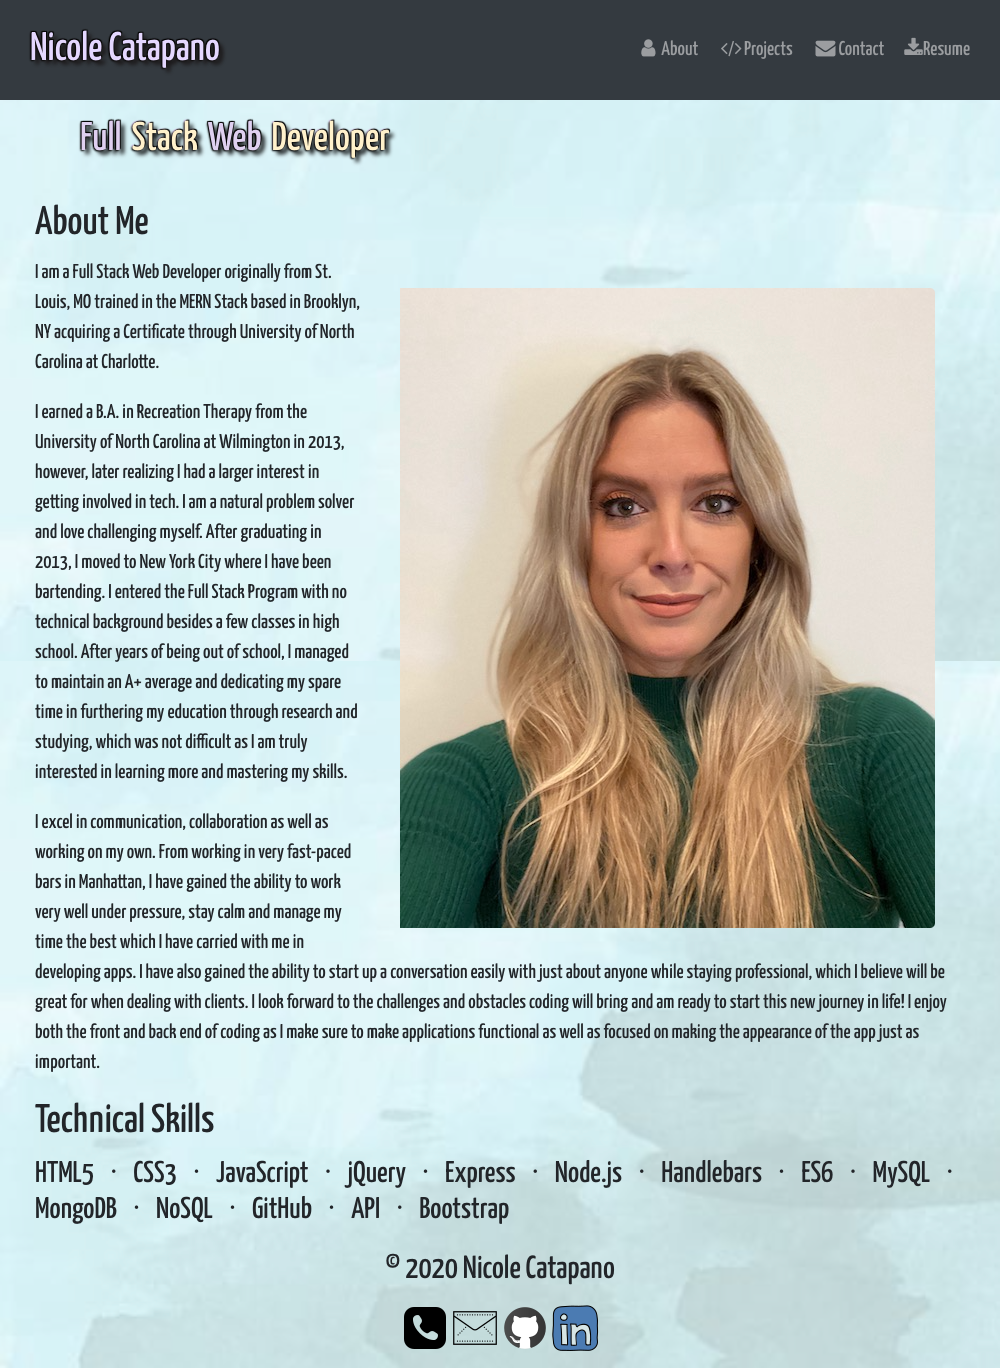 Nicole Catapano
About </> Projects Contact Resume
Full Stack Web Developer
About Me
I am a Full Stack Web Developer originally from St.
Louis, MO trained in the MERN Stack based in Brooklyn,
NY acquiring a Certificate through University of North
Carolina at Charlotte.
I earned a B.A. in Recreation Therapy from the
University of North Carolina at Wilmington in 2013,
however, later realizing I had a larger interest in
getting involved in tech. I am a natural problem solver
and love challenging myself. After graduating in
2013, I moved to New York City where I have been
bartending. I entered the Full Stack Program with no
technical background besides a few classes in high
school. After years of being out of school, I managed
to maintain an A+ average and dedicating my spare
time in furthering my education through research and
studying, which was not difficult as I am truly
interested in learning more and mastering my skills.
I excel in communication, collaboration as well as
working on my own. From working in very fast-paced
bars in Manhattan, I have gained the ability to work
very well under pressure, stay calm and manage my
time the best which I have carried with me in
developing apps. I have also gained the ability to start up a conversation easily with just about anyone while staying professional, which I believe will be
great for when dealing with clients. I look forward to the challenges and obstacles coding will bring and am ready to start this new journey in life! I enjoy
both the front and back end of coding as I make sure to make applications functional as well as focused on making the appearance of the app just as
important.
Technical Skills
HTML5 · CSS3 · JavaScript · jQuery · Express · Node.js · Handlebars · ES6 · MySQL ·
MongoDB · NoSQL · GitHub · API · Bootstrap
© 2020 Nicole Catapano
in